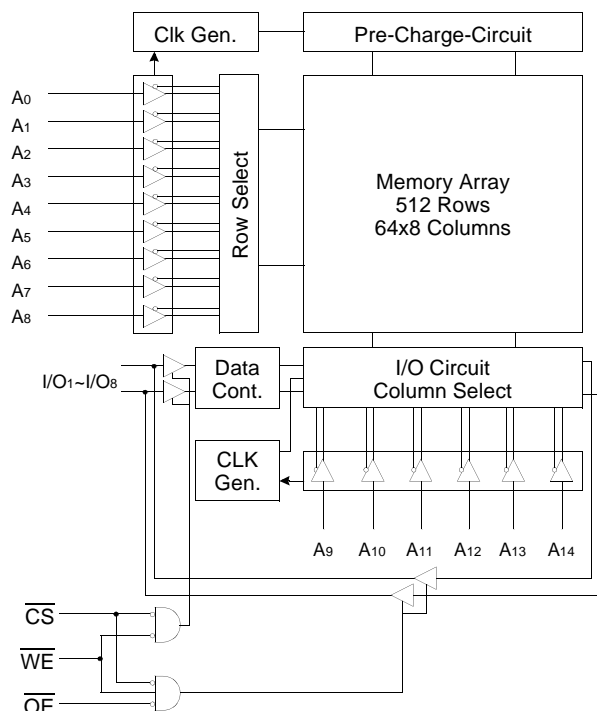 Clk Gen.
Pre-Charge-Circuit
A0
A1
A2
A3
A4
A5
A6
A7
A8
Row Select
Memory Array
512 Rows
64x8 Columns
I/O1~I/O8
Data
Cont.
I/O Circuit
Column Select
CLK
Gen.
A9
A10
A11
A12
A13
A14
CS
WE
OE